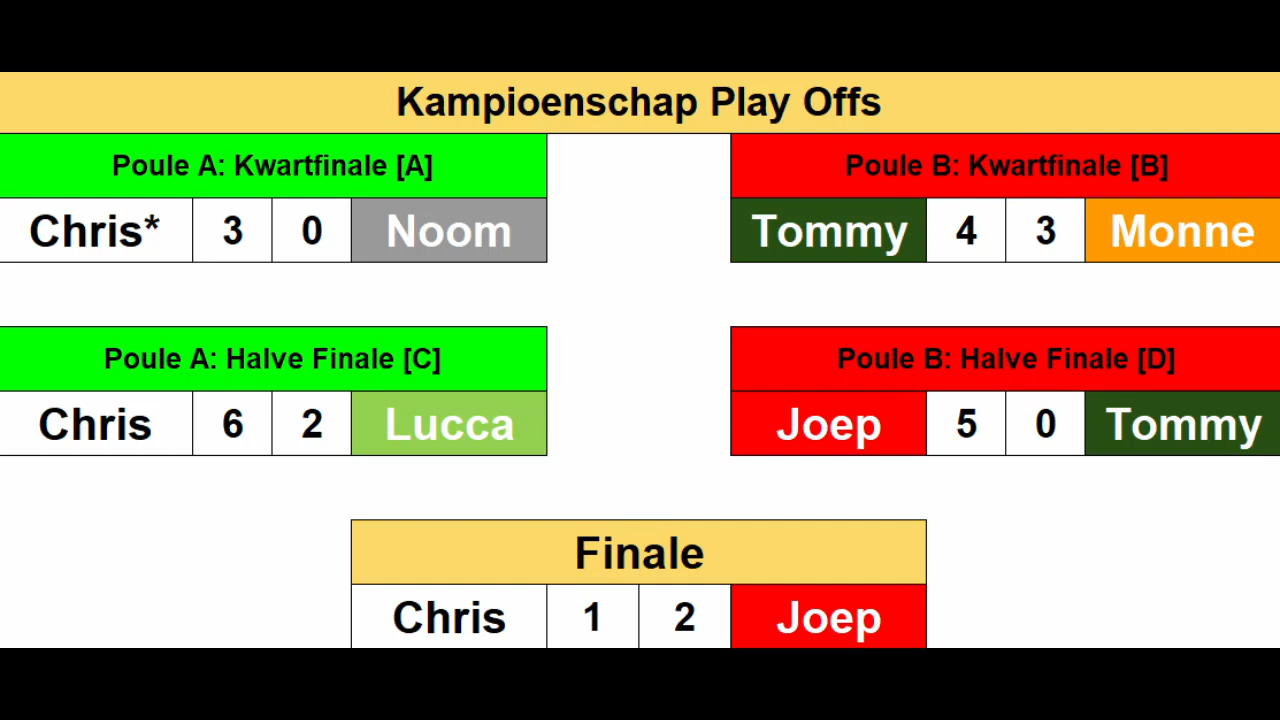 Kampioenschap Play Offs
Poule A: Kwartfinale [A]
Poule B: Kwartfinale [B]
Chris* 3 0 Noom
Tommy 4 3 Monne
Poule A: Halve Finale [C]
Poule B: Halve Finale [D]
Chris 6 2 Lucca
Joep 5 0 Tommy
Finale
Chris 1 2 Joep